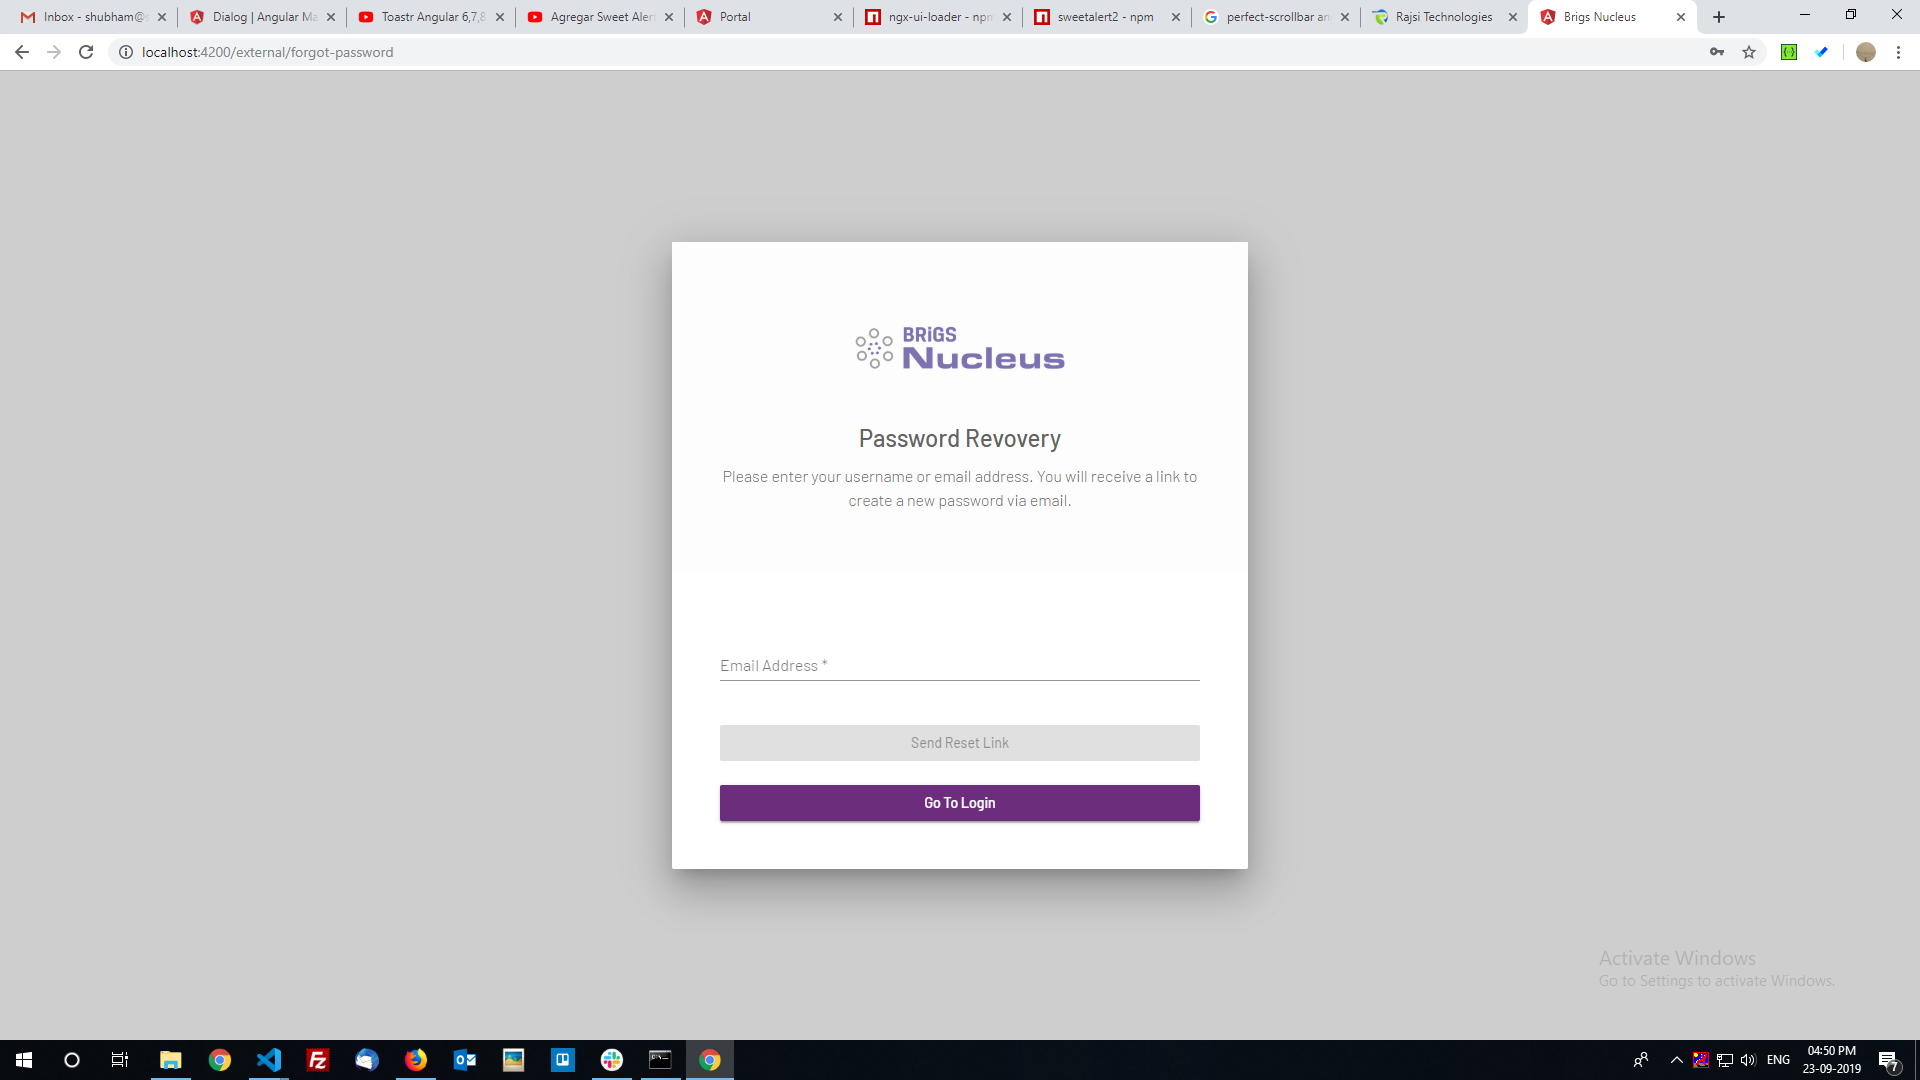 Inbox - shubham@s
Dialog | Angular Ma
Toastr Angular 6,7,8
Agregar Sweet Alert
Portal
ngx-ui-loader - npm
sweetalert2 - npm
perfect-scrollbar an
Rajsi Technologies
Brigs Nucleus
localhost:4200/external/forgot-password
BRiGS
Nucleus
Password Revovery
Please enter your username or email address. You will receive a link to
create a new password via email.
Email Address *
Send Reset Link
Go To Login
Activate Windows
Go to Settings to activate Windows.
ENG
04:50 PM
23-09-2019
7